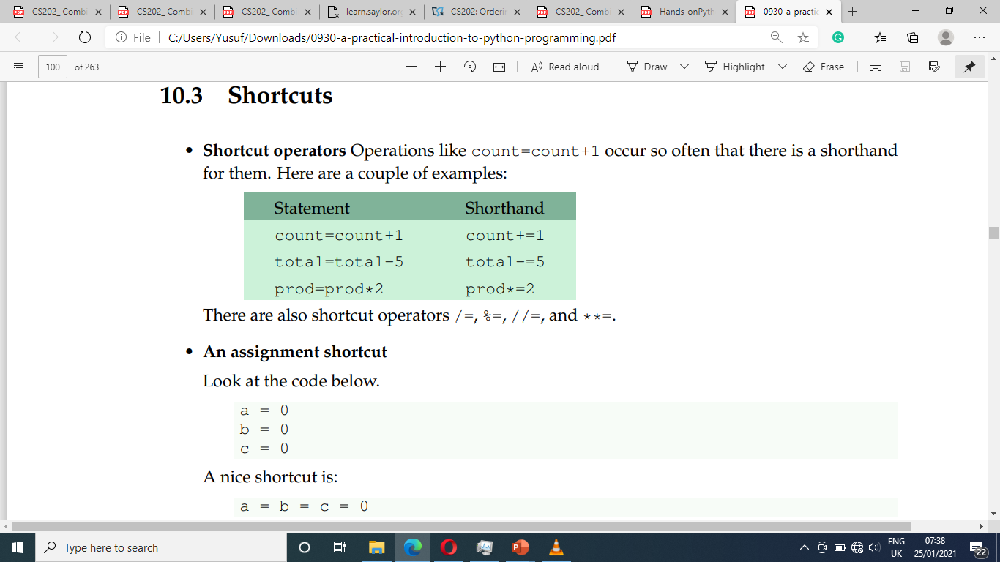 CS202_ Combi
CS202_ Combi
CS202_ Combi
learn.saylor.or
CS202: Orderin
CS202_ Combi
Hands-onPyth
0930-a-practic
File
C:/Users/Yusuf/Downloads/0930-a-practical-introduction-to-python-programming.pdf
100 of 263
Read aloud
Draw
Highlight
Erase
10.3 Shortcuts
• Shortcut operators Operations like count=count+1 occur so often that there is a shorthand
for them. Here are a couple of examples:
Statement Shorthand
count=count+1 count+=1
total=total-5 total-=5
prod=prod*2 prod*=2
There are also shortcut operators /=, %=, //=, and **=.
• An assignment shortcut
Look at the code below.
a = 0
b = 0
c = 0
A nice shortcut is:
a = b = c = 0
Type here to search
ENG
UK
07:38
25/01/2021
22